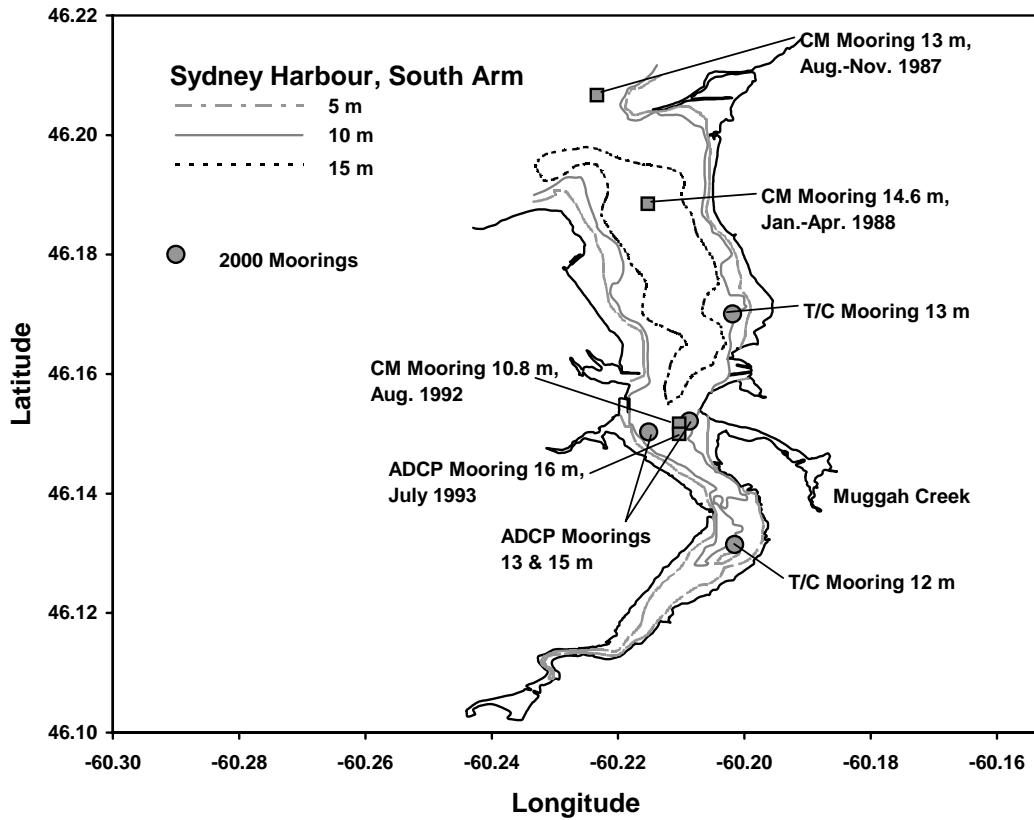 46.22
46.20
46.18
46.16
46.14
46.12
46.10
Latitude
Sydney Harbour, South Arm
5 m
10 m
15 m
2000 Moorings
CM Mooring 13 m,
Aug.-Nov. 1987
CM Mooring 14.6 m,
Jan.-Apr. 1988
T/C Mooring 13 m
CM Mooring 10.8 m,
Aug. 1992
ADCP Mooring 16 m,
July 1993
Muggah Creek
ADCP Moorings
13 & 15 m
T/C Mooring 12 m
-60.30 -60.28 -60.26 -60.24 -60.22 -60.20 -60.18 -60.16
Longitude